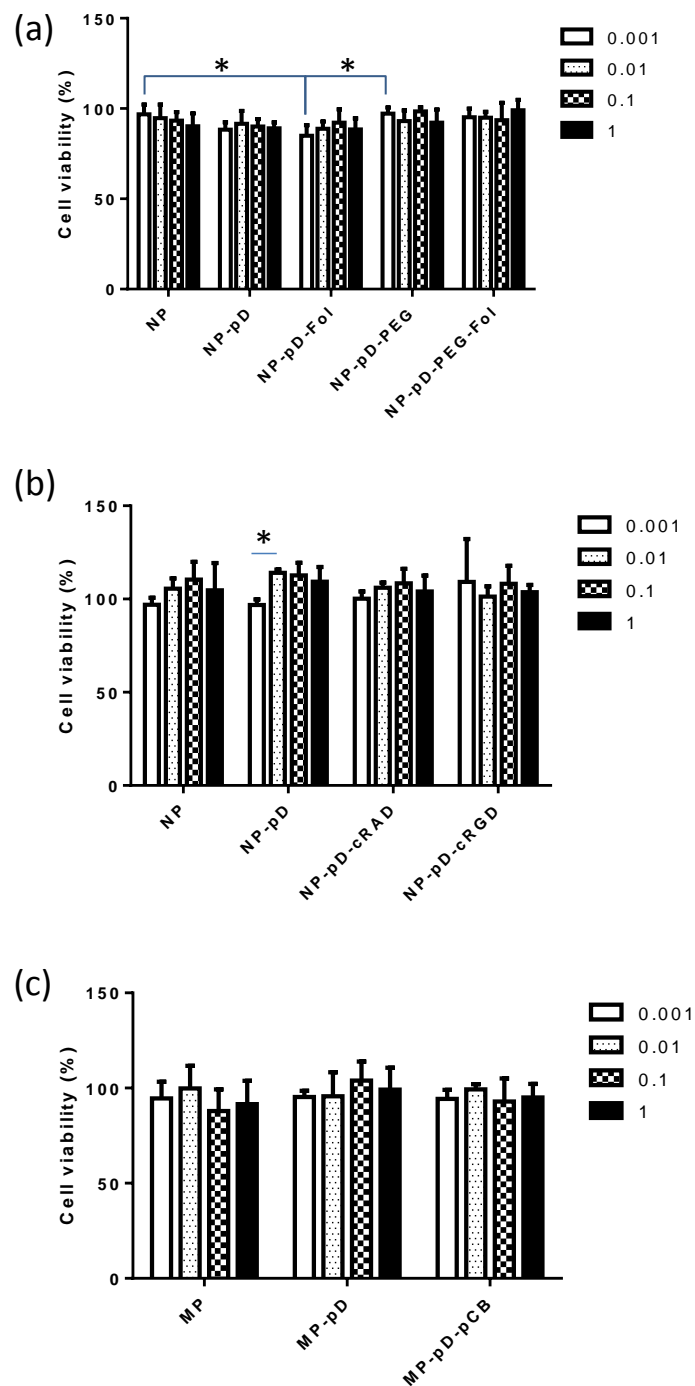 (a)
Cell viability (%)
150
100
50
0
*
*
0.001
0.01
0.1
1
NP
NP-pD
NP-pD-Fol
NP-pD-PEG
NP-pD-PEG-Fol
(b)
Cell viability (%)
150
100
50
0
*
0.001
0.01
0.1
1
NP
NP-pD
NP-pD-cRAD
NP-pD-cRGD
(c)
Cell viability (%)
150
100
50
0
0.001
0.01
0.1
1
MP
MP-pD
MP-pD-pCB